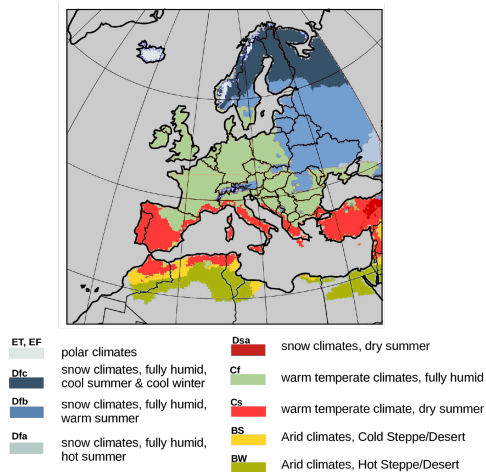 ET, EF
polar climates
Dfc
snow climates, fully humid,
cool summer & cool winter
Dfb
snow climates, fully humid,
warm summer
Dfa
snow climates, fully humid,
hot summer
Dsa
snow climates, dry summer
Cf
warm temperate climates, fully humid
Cs
warm temperate climate, dry summer
BS
Arid climates, Cold Steppe/Desert
BW
Arid climates, Hot Steppe/Desert